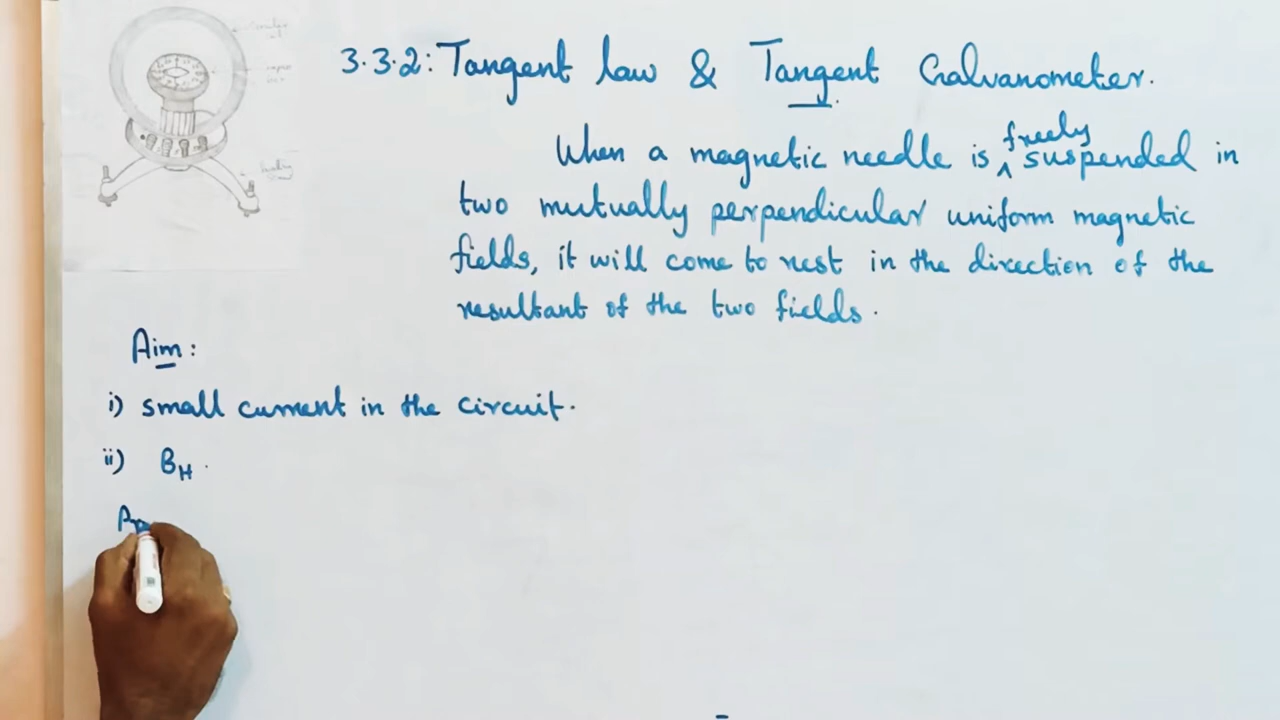 3.3.2: Tangent law & Tangent Galvanometer.
When a magnetic needle is freely suspended in
two mutually perpendicular uniform magnetic
fields, it will come to rest in the direction of the
resultant of the two fields.
Aim:
i) small current in the circuit.
ii) BH.